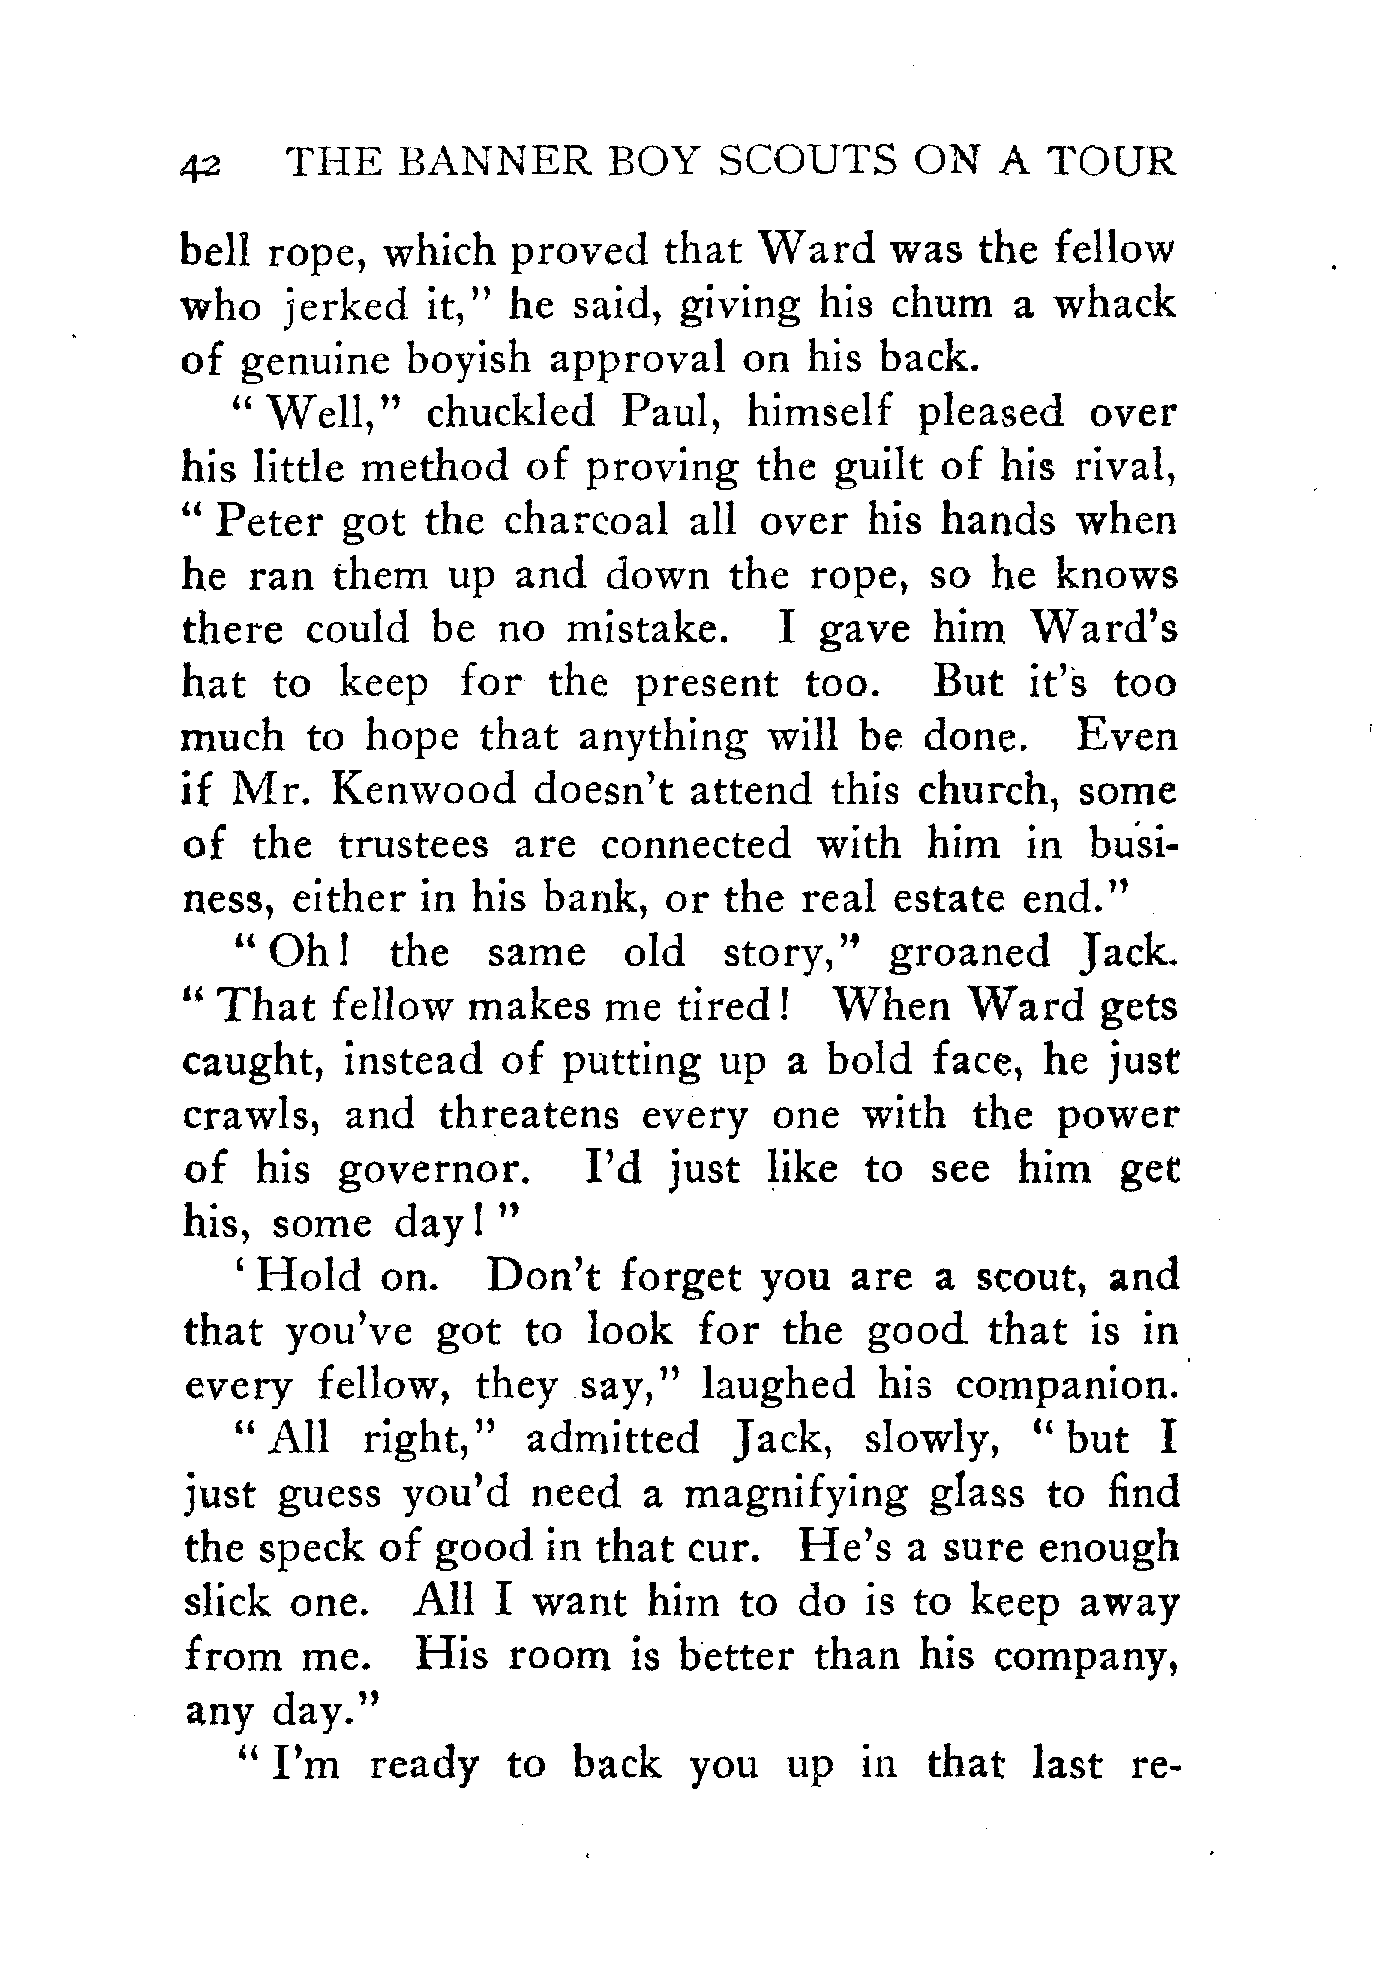 42 THE BANNER BOY SCOUTS ON A TOUR
bell rope, which proved that Ward was the fellow
who jerked it," he said, giving his chum a whack
of genuine boyish approval on his back.
" Well," chuckled Paul, himself pleased over
his little method of proving the guilt of his rival,
" Peter got the charcoal all over his hands when
he ran them up and down the rope, so he knows
there could be no mistake. I gave him Ward's
hat to keep for the present too. But it's too
much to hope that anything will be done. Even
if Mr. Kenwood doesn't attend this church, some
of the trustees are connected with him in busi-
ness, either in his bank, or the real estate end."
" Oh! the same old story," groaned Jack.
" That fellow makes me tired! When Ward gets
caught, instead of putting up a bold face, he just
crawls, and threatens every one with the power
of his governor. I'd just like to see him get
his, some day! "
' Hold on. Don't forget you are a scout, and
that you've got to look for the good that is in
every fellow, they say," laughed his companion.
" All right," admitted Jack, slowly, " but I
just guess you'd need a magnifying glass to find
the speck of good in that cur. He's a sure enough
slick one. All I want him to do is to keep away
from me. His room is better than his company,
any day."
" I'm ready to back you up in that last re-